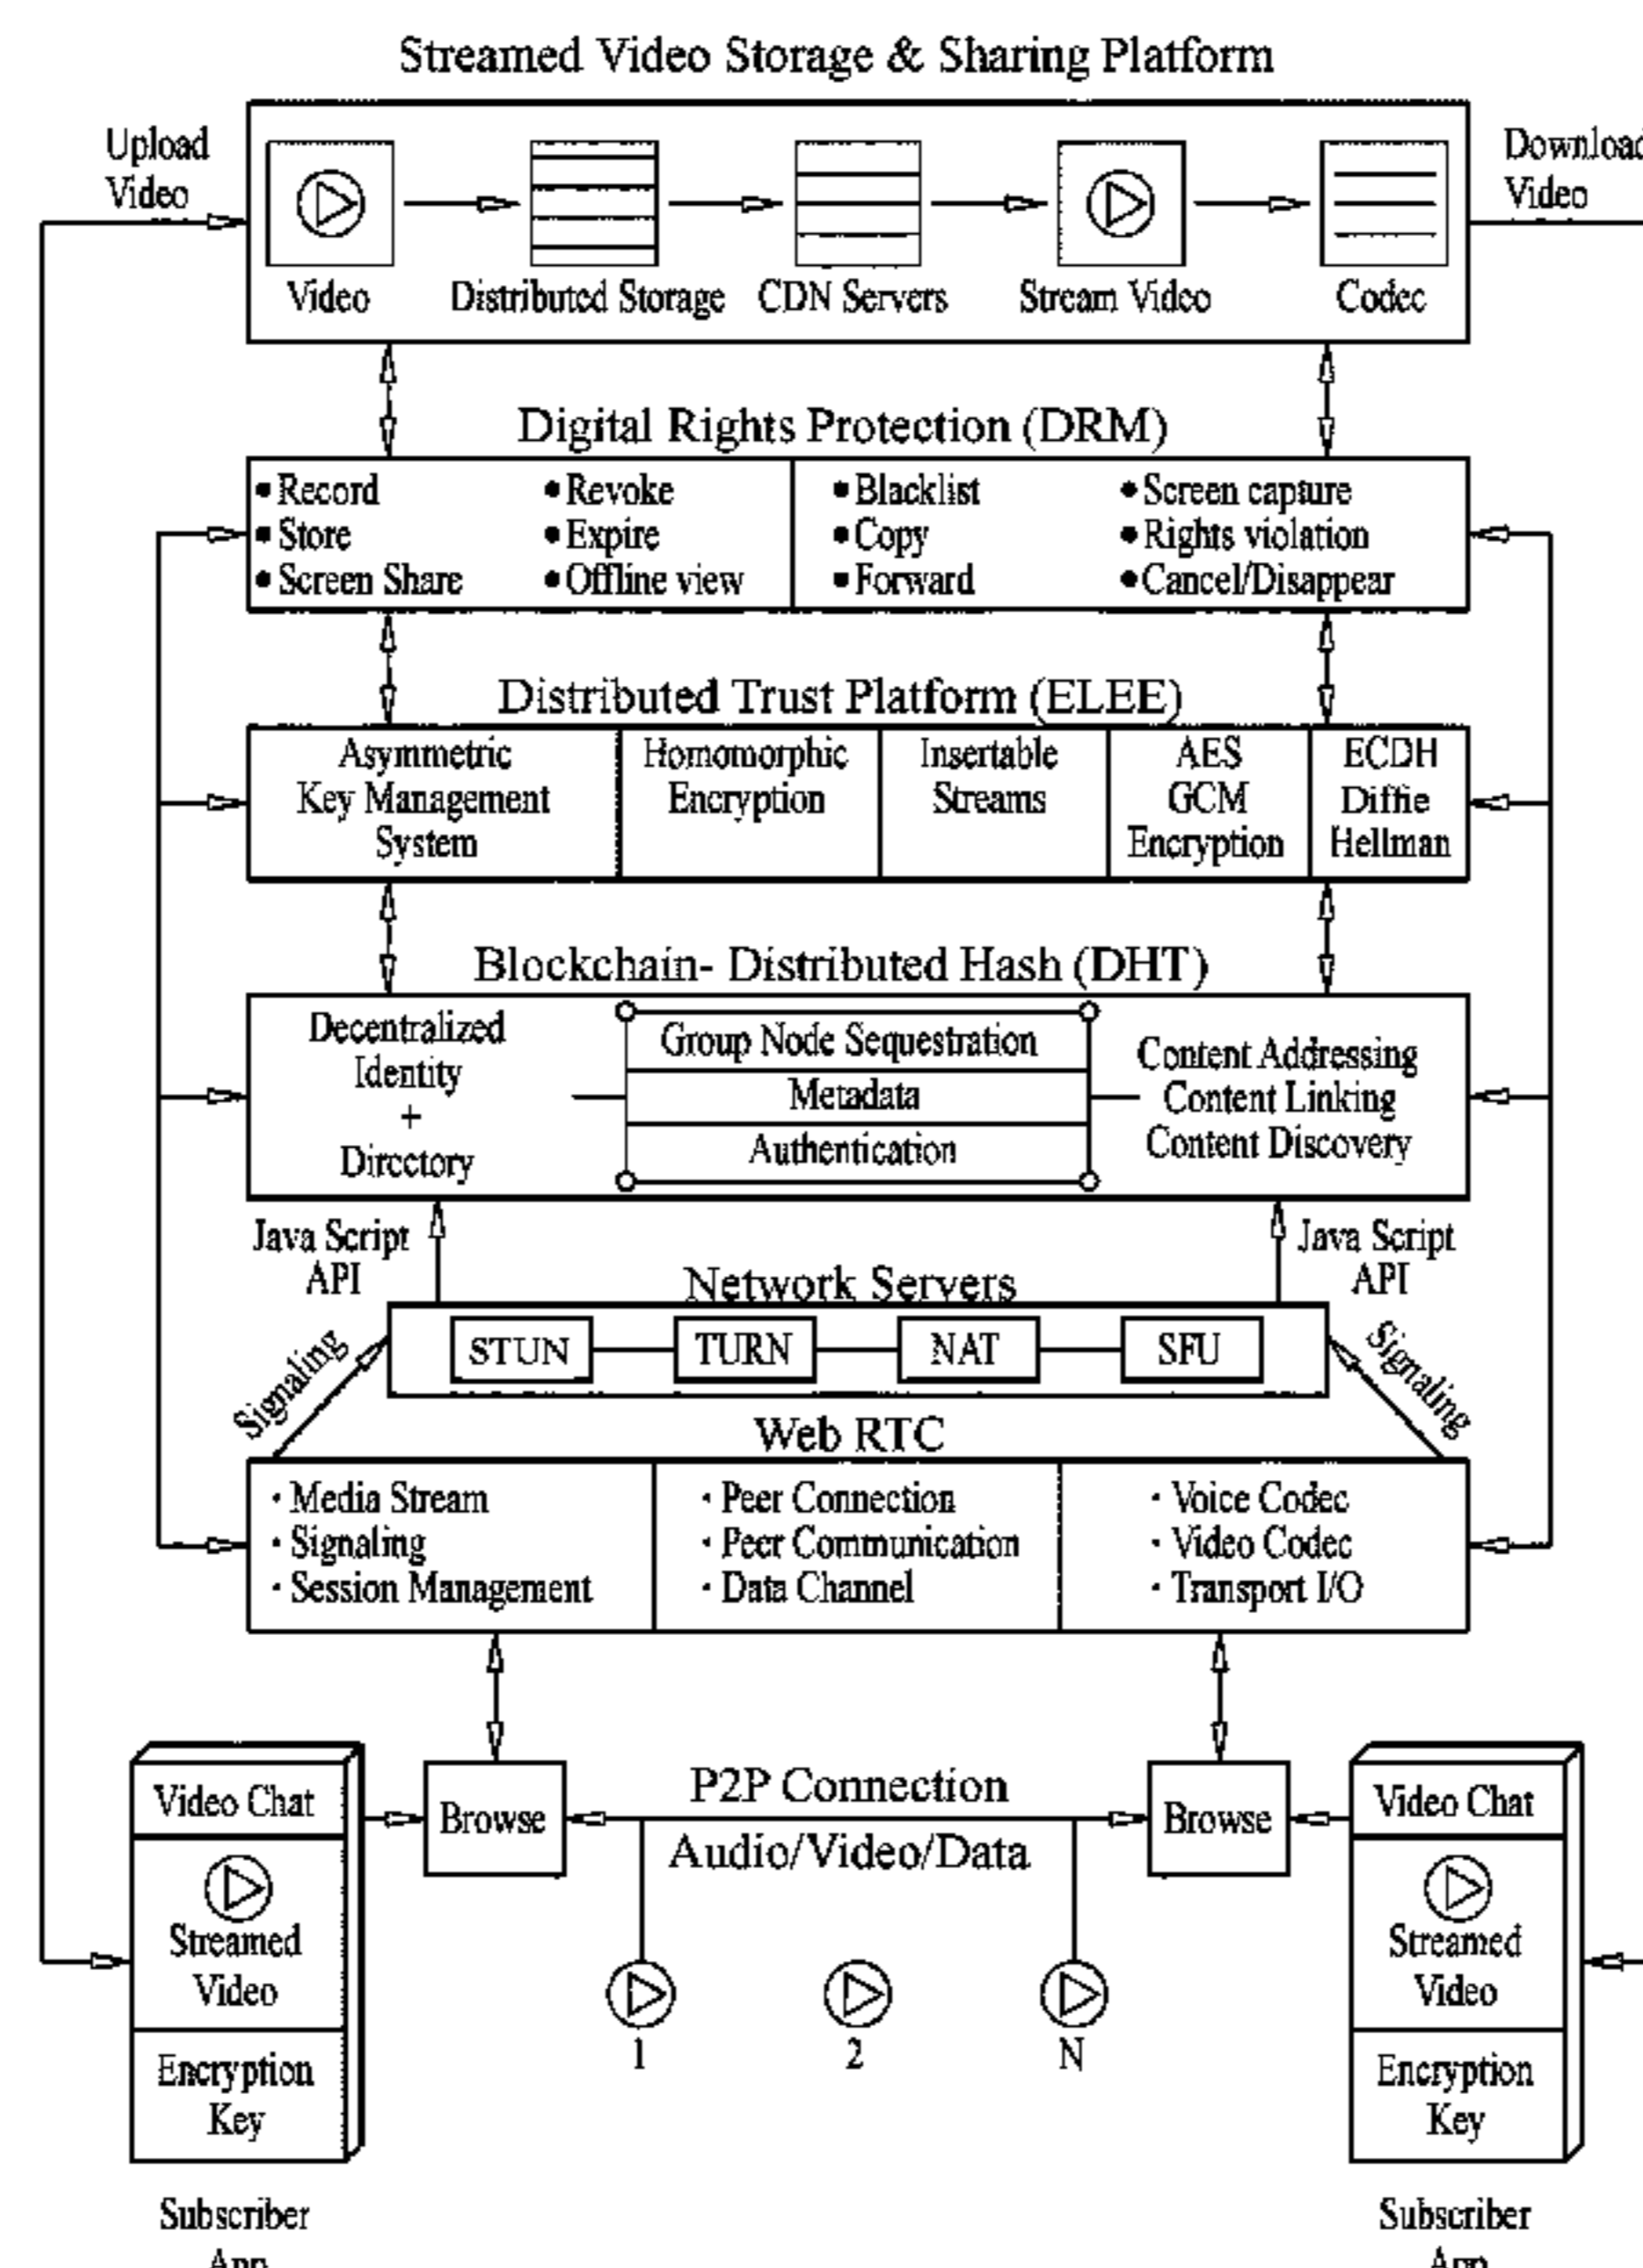 Streamed Video Storage & Sharing Platform
Upload
Video
Download
Video
Video
Distributed Storage
CDN Servers
Stream Video
Codec
Digital Rights Protection (DRM)
• Record
• Store
• Screen Share
• Revoke
• Expire
• Offline view
• Blacklist
• Copy
• Forward
• Screen capture
• Rights violation
• Cancel/Disappear
Distributed Trust Platform (ELEE)
Asymmetric
Key Management
System
Homomorphic
Encryption
Insertable
Streams
AES
GCM
Encryption
ECDH
Diffie
Hellman
Blockchain- Distributed Hash (DHT)
Decentralized
Identity
+
Directory
Group Node Sequestration
Metadata
Authentication
Content Addressing
Content Linking
Content Discovery
Java Script
API
Java Script
API
Network Servers
STUN
TURN
NAT
SFU
Signaling
Signaling
Web RTC
· Media Stream
· Signaling
· Session Management
· Peer Connection
· Peer Communication
· Data Channel
· Voice Codec
· Video Codec
· Transport I/O
Video Chat
Streamed
Video
Encryption
Key
Browse
P2P Connection
Audio/Video/Data
Browse
1
2
N
Video Chat
Streamed
Video
Encryption
Key
Subscriber
App
Subscriber
App